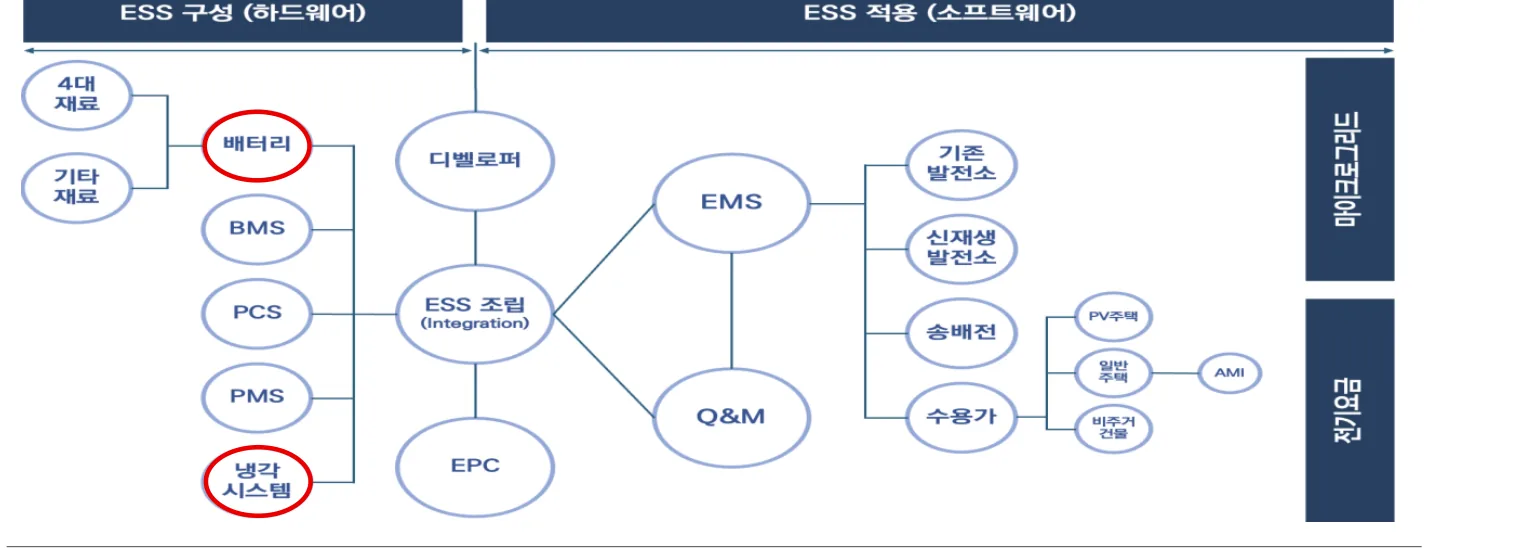 ESS 구성 (하드웨어)
ESS 적용 (소프트웨어)
4대
재료
기타
재료
배터리
BMS
PCS
PMS
냉각
시스템
디벨로퍼
ESS 조립
(Integration)
EPC
EMS
Q&M
기존
발전소
신재생
발전소
송배전
수용가
PV주택
일반
주택
비주거
건물
AMI
마이크로그리드
전기요금